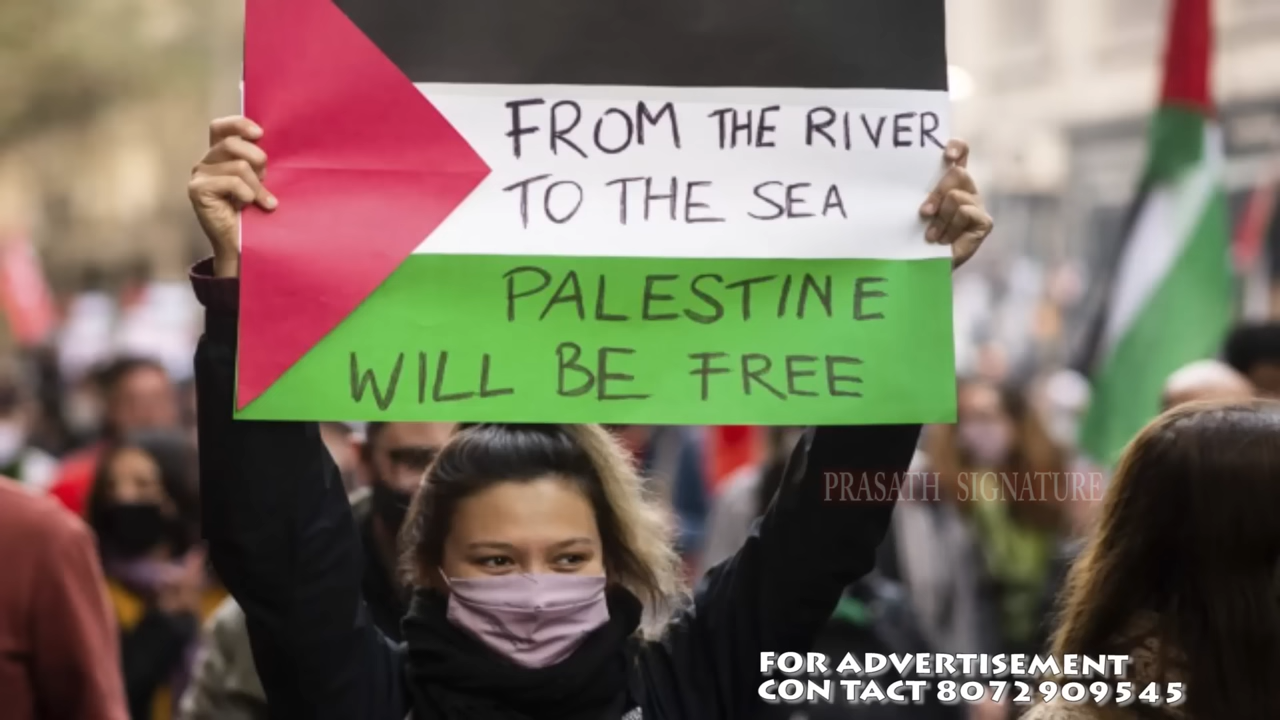 FROM THE RIVER
TO THE SEA
PALESTINE
WILL BE FREE
PRASATH SIGNATURE
FOR ADVERTISEMENT
CON TACT 8072909545